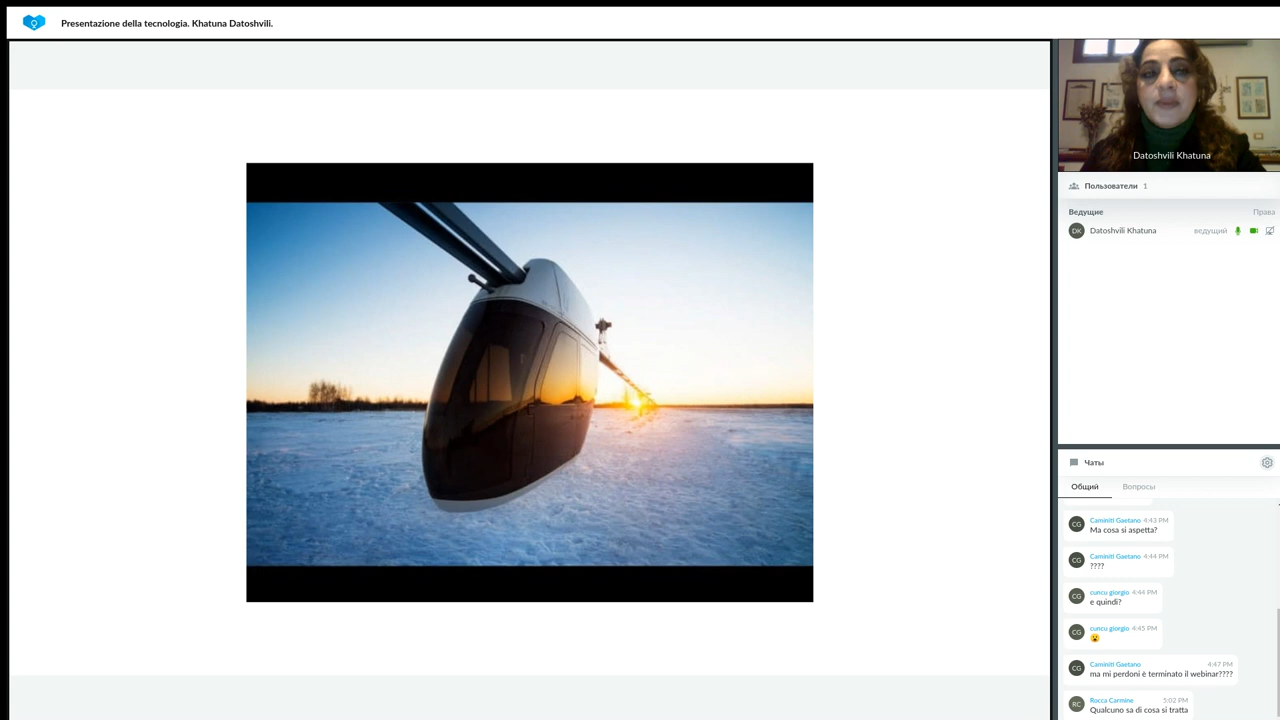 Presentazione della tecnologia. Khatuna Datoshvili.
Datoshvili Khatuna
Пользователи 1
Ведущие Права
DK Datoshvili Khatuna ведущий
Чаты
Общий Вопросы
CG Caminiti Gaetano 4:43 PM
Ma cosa si aspetta?
CG Caminiti Gaetano 4:44 PM
????
CG cuncu giorgio 4:44 PM
e quindi?
CG cuncu giorgio 4:45 PM
😮
CG Caminiti Gaetano 4:47 PM
ma mi perdoni è terminato il webinar????
RC Rocca Carmine 5:02 PM
Qualcuno sa di cosa si tratta